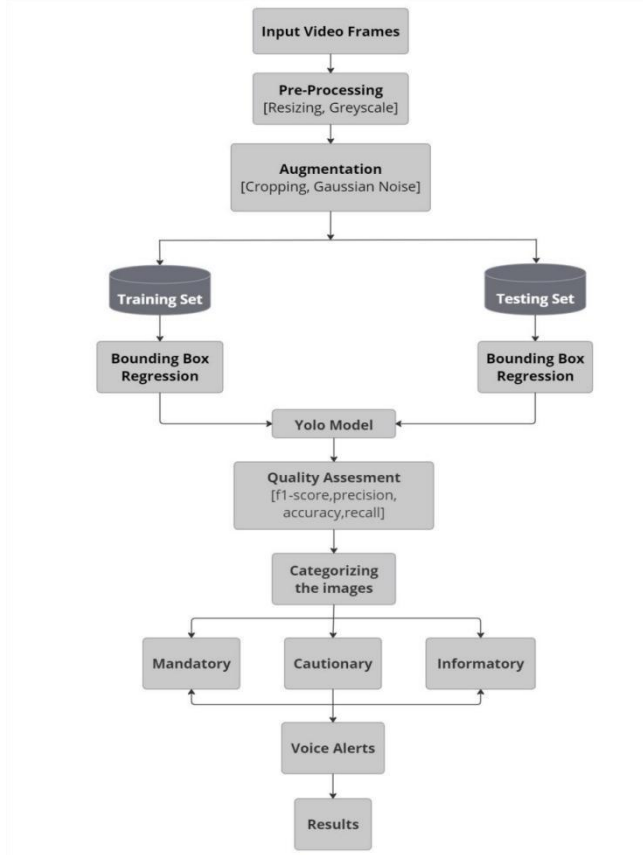 Input Video Frames
Pre-Processing
[Resizing, Greyscale]
Augmentation
[Cropping, Gaussian Noise]
Training Set
Testing Set
Bounding Box
Regression
Bounding Box
Regression
Yolo Model
Quality Assesment
[f1-score,precision,
accuracy,recall]
Categorizing
the images
Mandatory
Cautionary
Informatory
Voice Alerts
Results